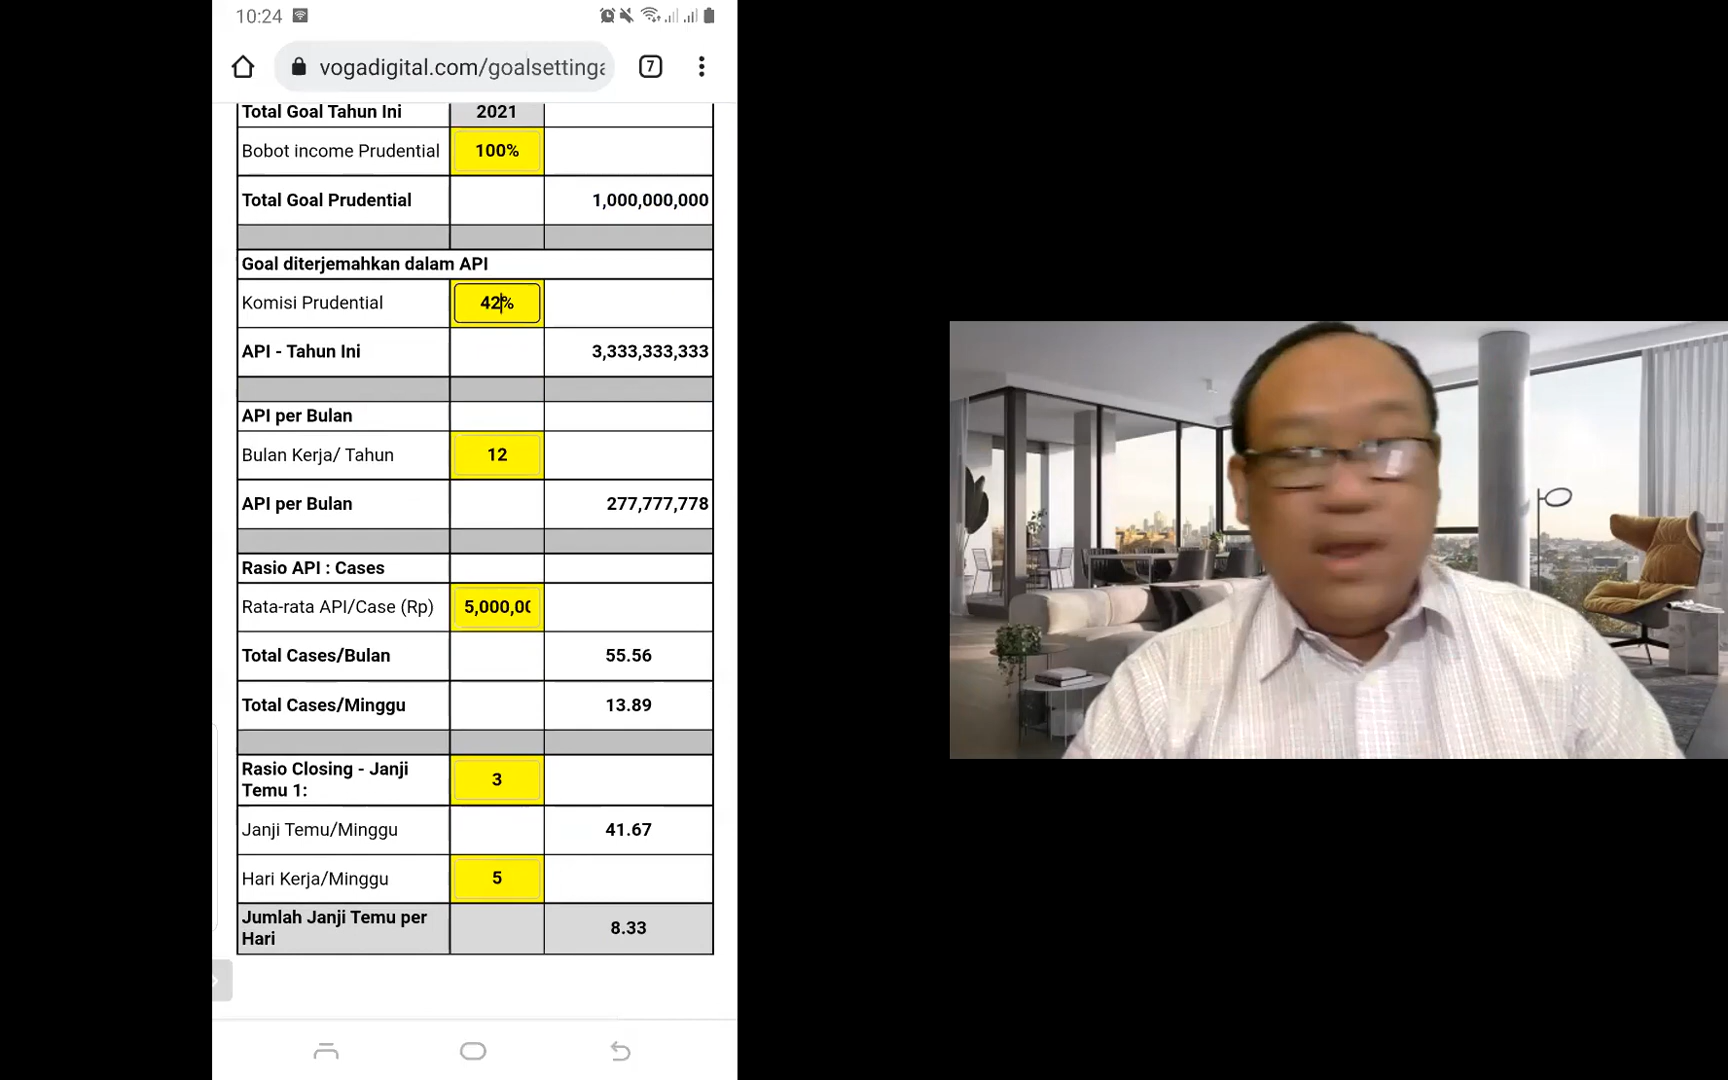 10:24
vogadigital.com/goalsetting
7
Total Goal Tahun Ini 2021
Bobot income Prudential 100%
Total Goal Prudential 1,000,000,000
Goal diterjemahkan dalam API
Komisi Prudential 42%
API - Tahun Ini 3,333,333,333
API per Bulan
Bulan Kerja/ Tahun 12
API per Bulan 277,777,778
Rasio API : Cases
Rata-rata API/Case (Rp) 5,000,0
Total Cases/Bulan 55.56
Total Cases/Minggu 13.89
Rasio Closing - Janji
Temu 1: 3
Janji Temu/Minggu 41.67
Hari Kerja/Minggu 5
Jumlah Janji Temu per
Hari 8.33